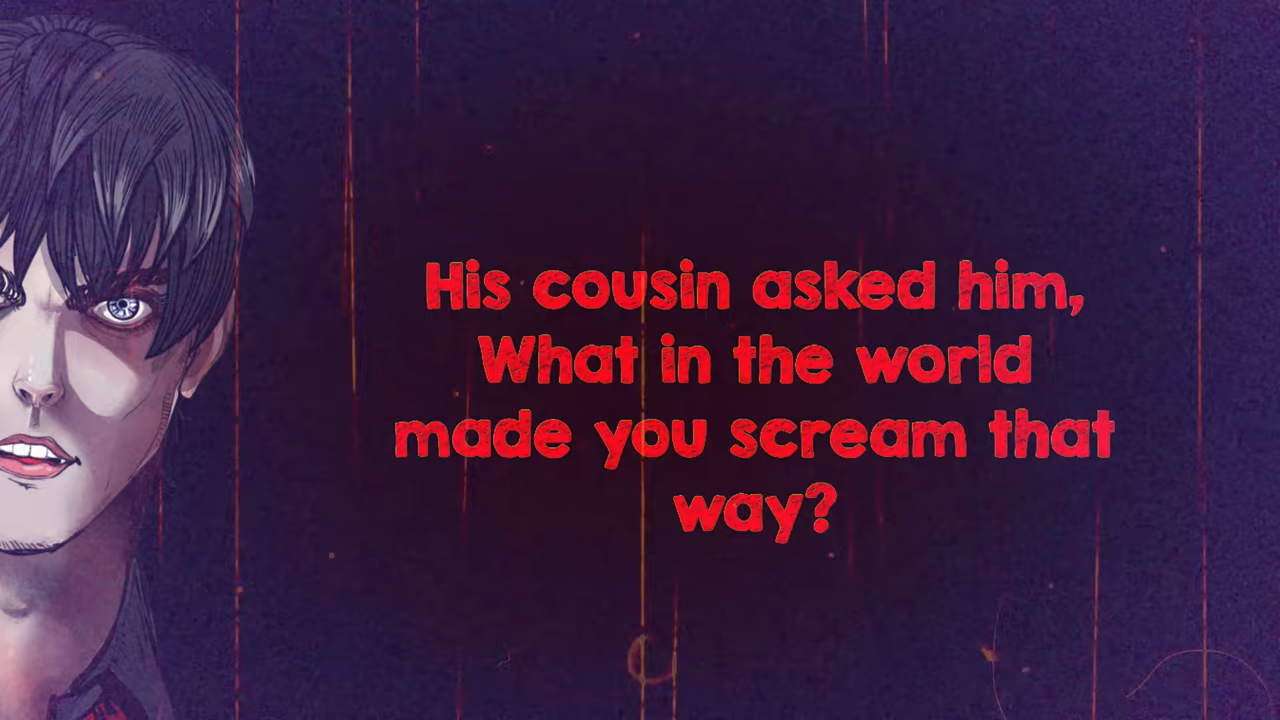 His cousin asked him,
What in the world
made you scream that
way?